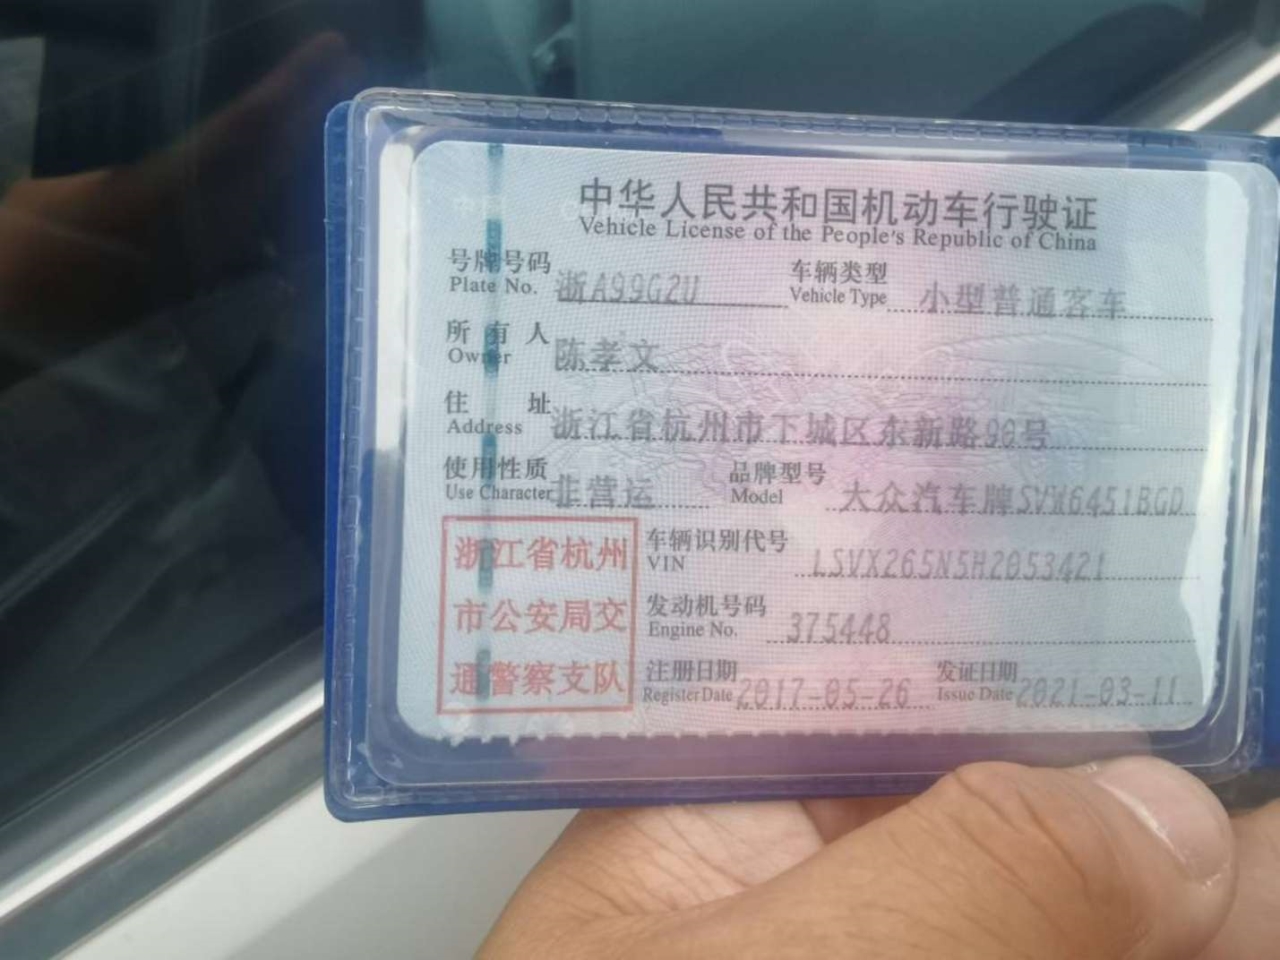 中华人民共和国机动车行驶证
Vehicle License of the People's Republic of China
号牌号码 浙A99G2U 车辆类型 小型普通客车
Plate No. Vehicle Type
所有人 陈孝文
Owner
住址 浙江省杭州市下城区东新路90号
Address
使用性质 非营运 品牌型号 大众汽车牌SVW6451BGD
Use Character Model
浙江省杭州
市公安局交
通警察支队
车辆识别代号 LSVX265N5H2053421
VIN
发动机号码 375448
Engine No.
注册日期 2017-05-26 发证日期 2021-03-11
Register Date Issue Date